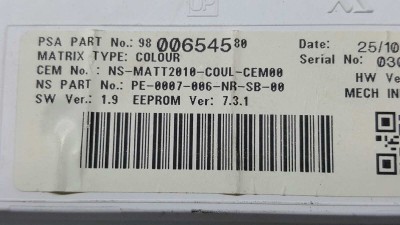 UP
PSA PART No.: 98 006545 80
MATRIX TYPE: COLOUR
CEM No.: NS-MATT2010-COUL-CEM00
NS PART No.: PE-0007-006-NR-SB-00
SW Ver.: 1.9 EEPROM Ver: 7.3.1
Date: 25/10
Serial No: 030
HW Ver
MECH IN